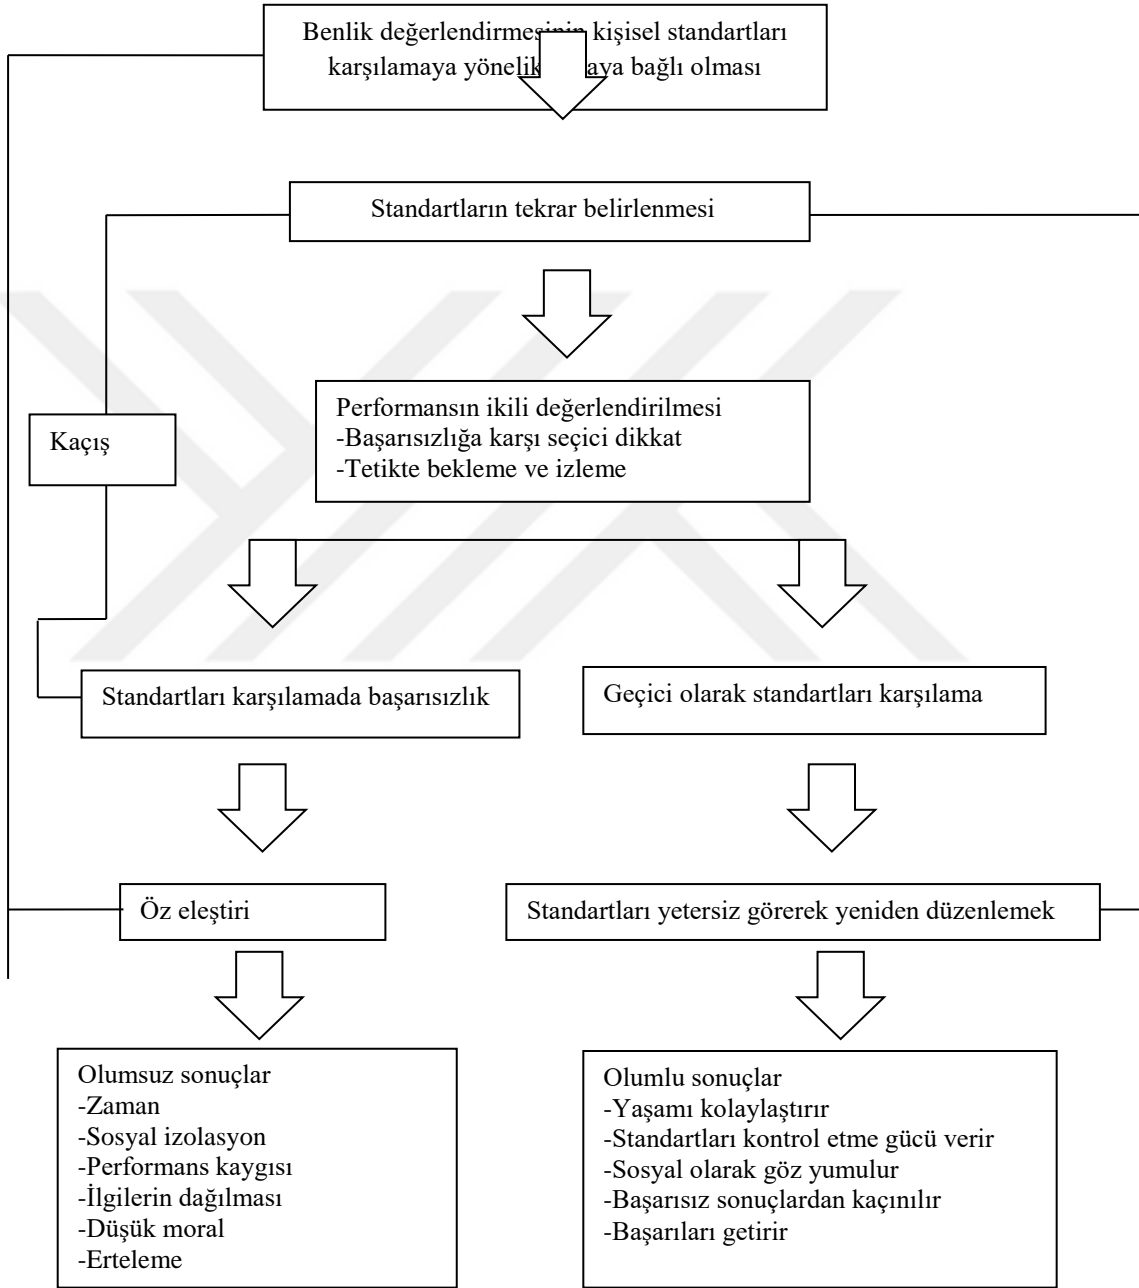 Benlik değerlendirmesinin kişisel standartları
karşılamaya yönelik aya bağlı olması
Standartların tekrar belirlenmesi
Performansın ikili değerlendirilmesi
-Başarısızlığa karşı seçici dikkat
-Tetikte bekleme ve izleme
Kaçış
Standartları karşılamada başarısızlık
Geçici olarak standartları karşılama
Öz eleştiri
Standartları yetersiz görerek yeniden düzenlemek
Olumsuz sonuçlar
-Zaman
-Sosyal izolasyon
-Performans kaygısı
-İlgilerin dağılması
-Düşük moral
-Erteleme
Olumlu sonuçlar
-Yaşamı kolaylaştırır
-Standartları kontrol etme gücü verir
-Sosyal olarak göz yumulur
-Başarısız sonuçlardan kaçınılır
-Başarıları getirir